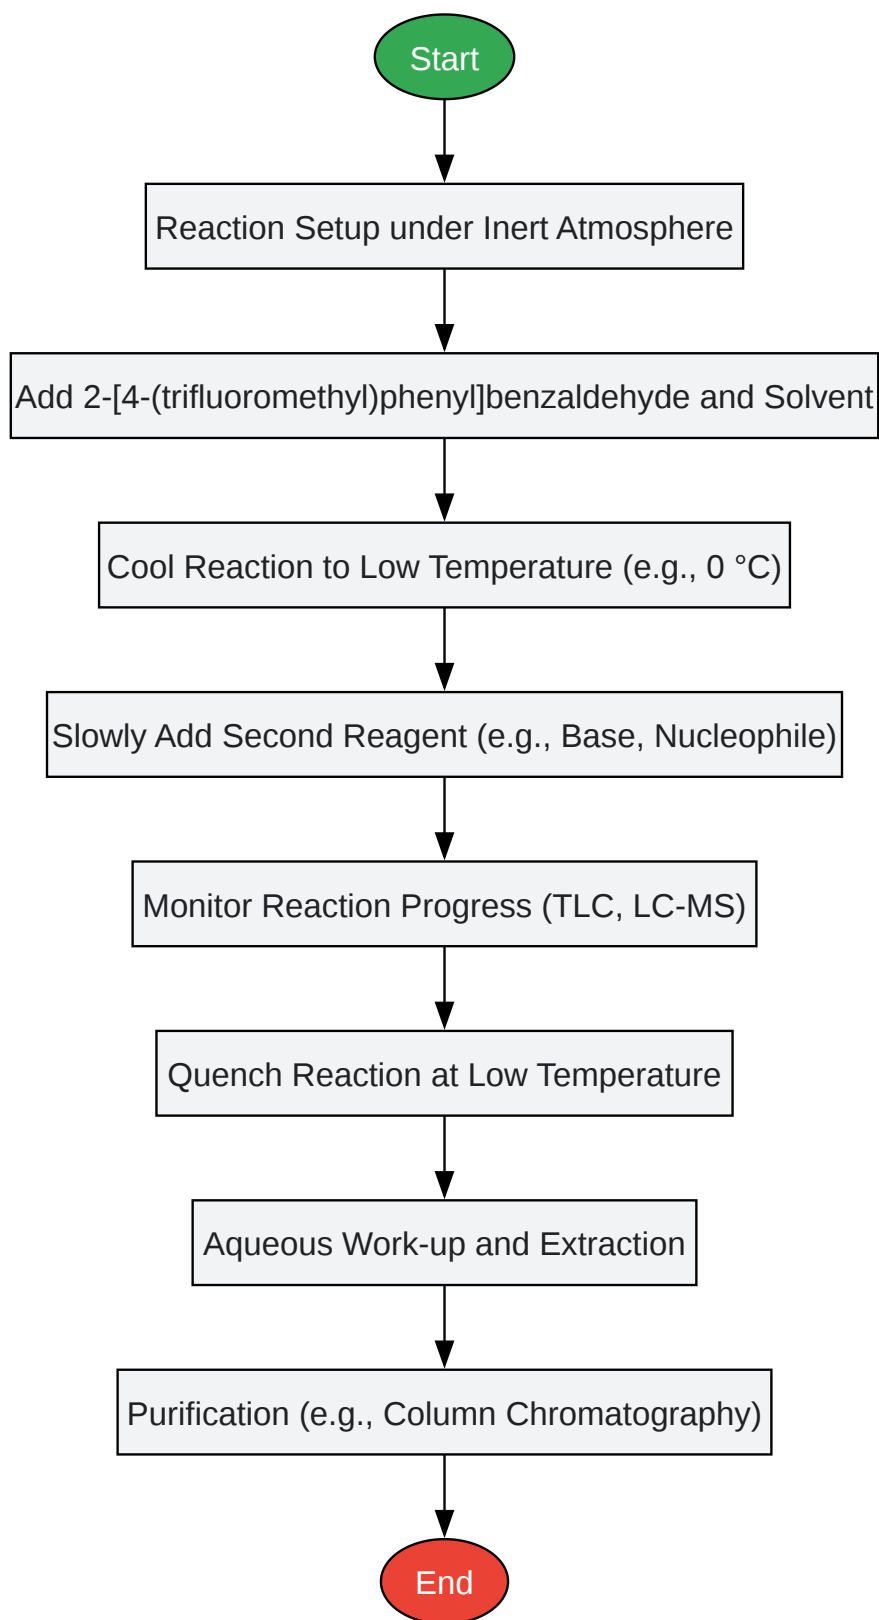 Start
Reaction Setup under Inert Atmosphere
Add 2-[4-(trifluoromethyl)phenyl]benzaldehyde and Solvent
Cool Reaction to Low Temperature (e.g., 0 °C)
Slowly Add Second Reagent (e.g., Base, Nucleophile)
Monitor Reaction Progress (TLC, LC-MS)
Quench Reaction at Low Temperature
Aqueous Work-up and Extraction
Purification (e.g., Column Chromatography)
End